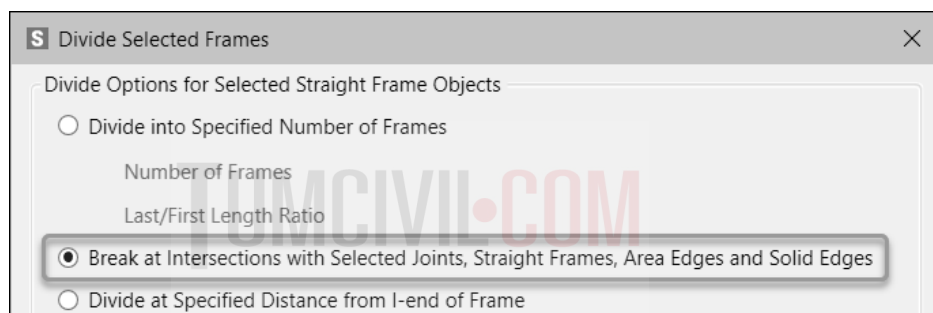 S Divide Selected Frames
Divide Options for Selected Straight Frame Objects
Divide into Specified Number of Frames
Number of Frames
Last/First Length Ratio
TUMCIVIL.COM
Break at Intersections with Selected Joints, Straight Frames, Area Edges and Solid Edges
Divide at Specified Distance from I-end of Frame